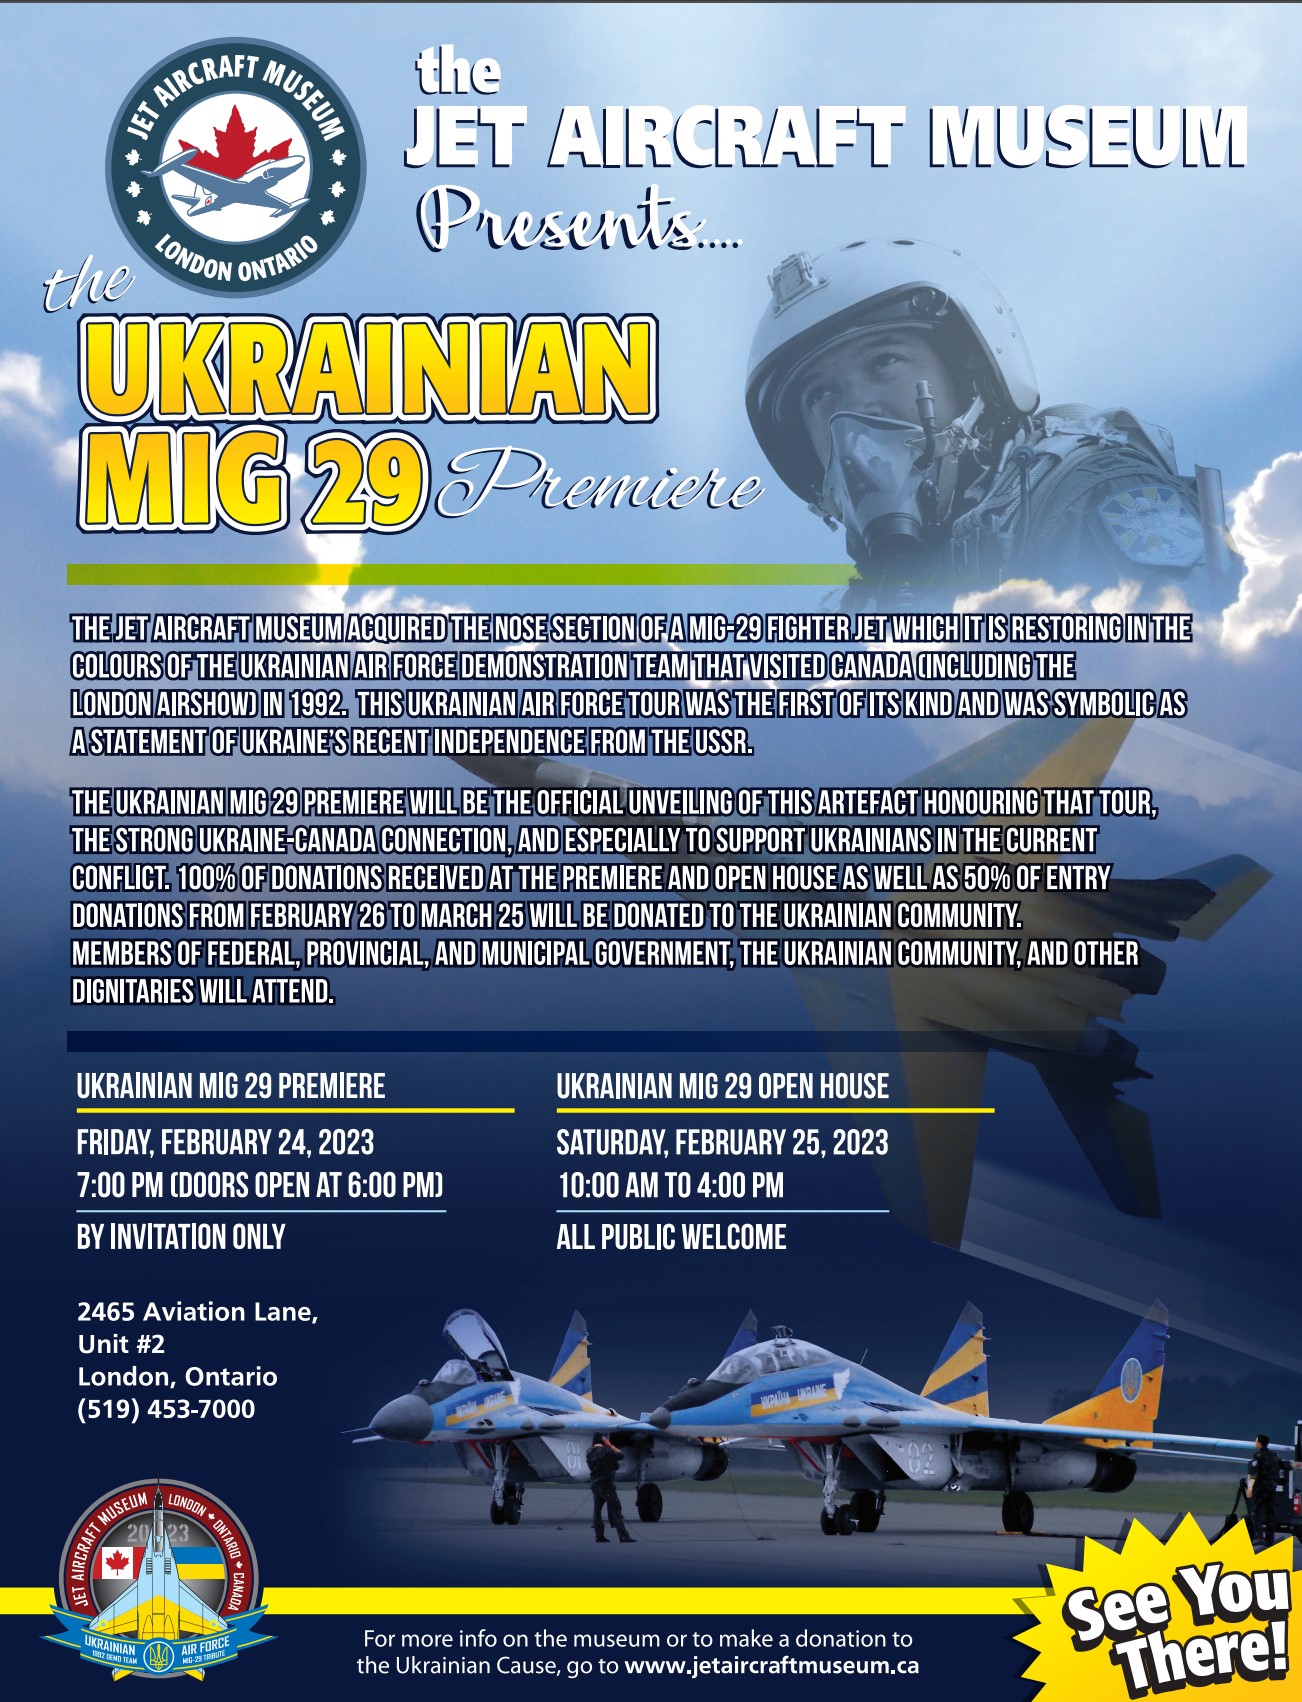 JET AIRCRAFT MUSEUM
LONDON ONTARIO
the
JET AIRCRAFT MUSEUM
Presents....
the
UKRAINIAN
MIG 29 Premiere
THE JET AIRCRAFT MUSEUM ACQUIRED THE NOSE SECTION OF A MIG-29 FIGHTER JET WHICH IT IS RESTORING IN THE
COLOURS OF THE UKRAINIAN AIR FORCE DEMONSTRATION TEAM THAT VISITED CANADA (INCLUDING THE
LONDON AIRSHOW) IN 1992. THIS UKRAINIAN AIR FORCE TOUR WAS THE FIRST OF ITS KIND AND WAS SYMBOLIC AS
A STATEMENT OF UKRAINE'S RECENT INDEPENDENCE FROM THE USSR.
THE UKRAINIAN MIG 29 PREMIERE WILL BE THE OFFICIAL UNVEILING OF THIS ARTEFACT HONOURING THAT TOUR,
THE STRONG UKRAINE-CANADA CONNECTION, AND ESPECIALLY TO SUPPORT UKRAINIANS IN THE CURRENT
CONFLICT. 100% OF DONATIONS RECEIVED AT THE PREMIERE AND OPEN HOUSE AS WELL AS 50% OF ENTRY
DONATIONS FROM FEBRUARY 26 TO MARCH 25 WILL BE DONATED TO THE UKRAINIAN COMMUNITY.
MEMBERS OF FEDERAL, PROVINCIAL, AND MUNICIPAL GOVERNMENT, THE UKRAINIAN COMMUNITY, AND OTHER
DIGNITARIES WILL ATTEND.
UKRAINIAN MIG 29 PREMIERE
FRIDAY, FEBRUARY 24, 2023
7:00 PM (DOORS OPEN AT 6:00 PM)
BY INVITATION ONLY
UKRAINIAN MIG 29 OPEN HOUSE
SATURDAY, FEBRUARY 25, 2023
10:00 AM TO 4:00 PM
ALL PUBLIC WELCOME
2465 Aviation Lane,
Unit #2
London, Ontario
(519) 453-7000
УКРАЇНА UKRAINE
01
УКРАЇНА UKRAINE
02
JET AIRCRAFT MUSEUM LONDON ONTARIO CANADA
2023
UKRAINIAN AIR FORCE
1992 DEMO TEAM MIG-29 TRIBUTE
For more info on the museum or to make a donation to
the Ukrainian Cause, go to www.jetaircraftmuseum.ca
See You
There!